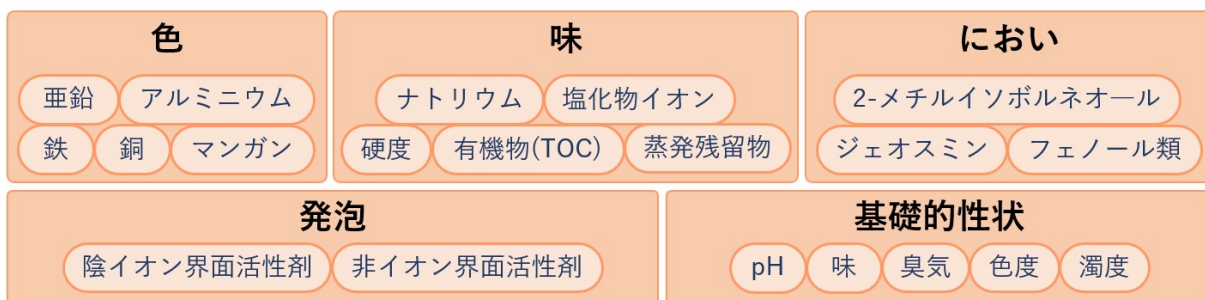 色
亜鉛 アルミニウム
鉄 銅 マンガン
味
ナトリウム 塩化物イオン
硬度 有機物(TOC) 蒸発残留物
におい
2-メチルイソボルネオ―ル
ジェオスミン フェノール類
発泡
陰イオン界面活性剤 非イオン界面活性剤
基礎的性状
pH 味 臭気 色度 濁度